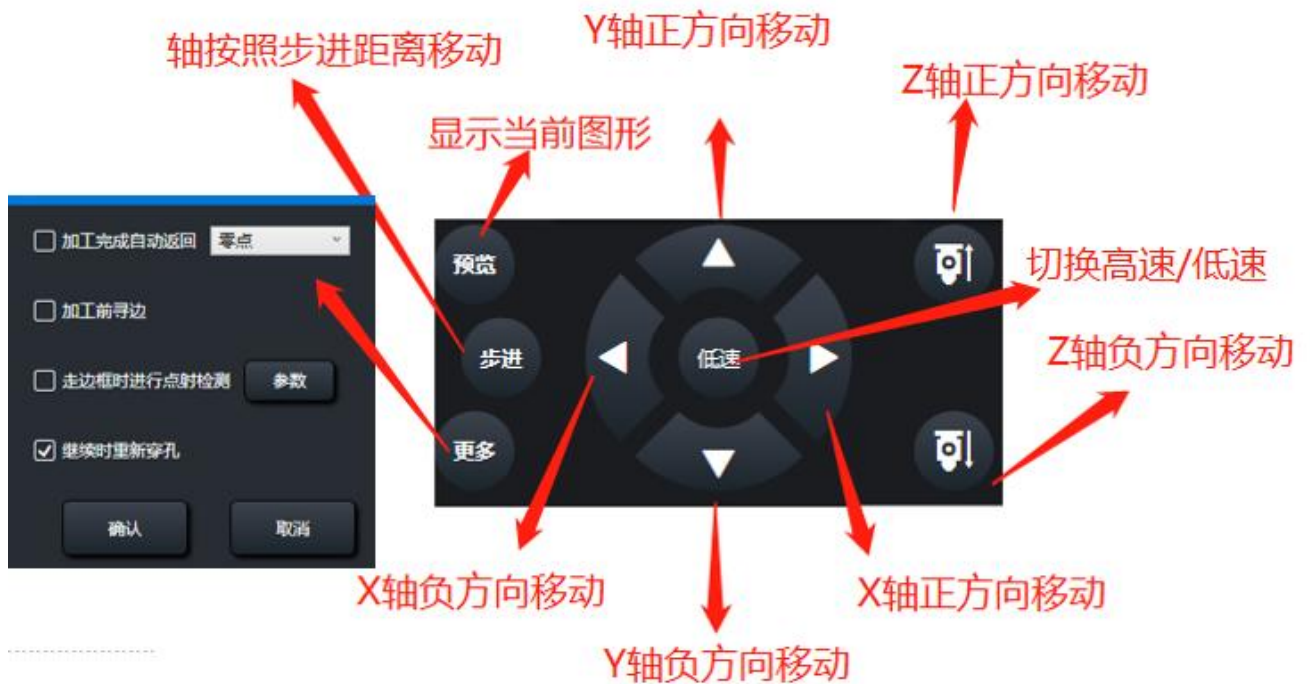 Y轴正方向移动
轴按照步进距离移动
Z轴正方向移动
显示当前图形
加工完成自动返回 零点
加工前寻边
走边框时进行点射检测 参数
继续时重新穿孔
确认 取消
预览
步进
低速
更多
切换高速/低速
Z轴负方向移动
X轴负方向移动
X轴正方向移动
Y轴负方向移动